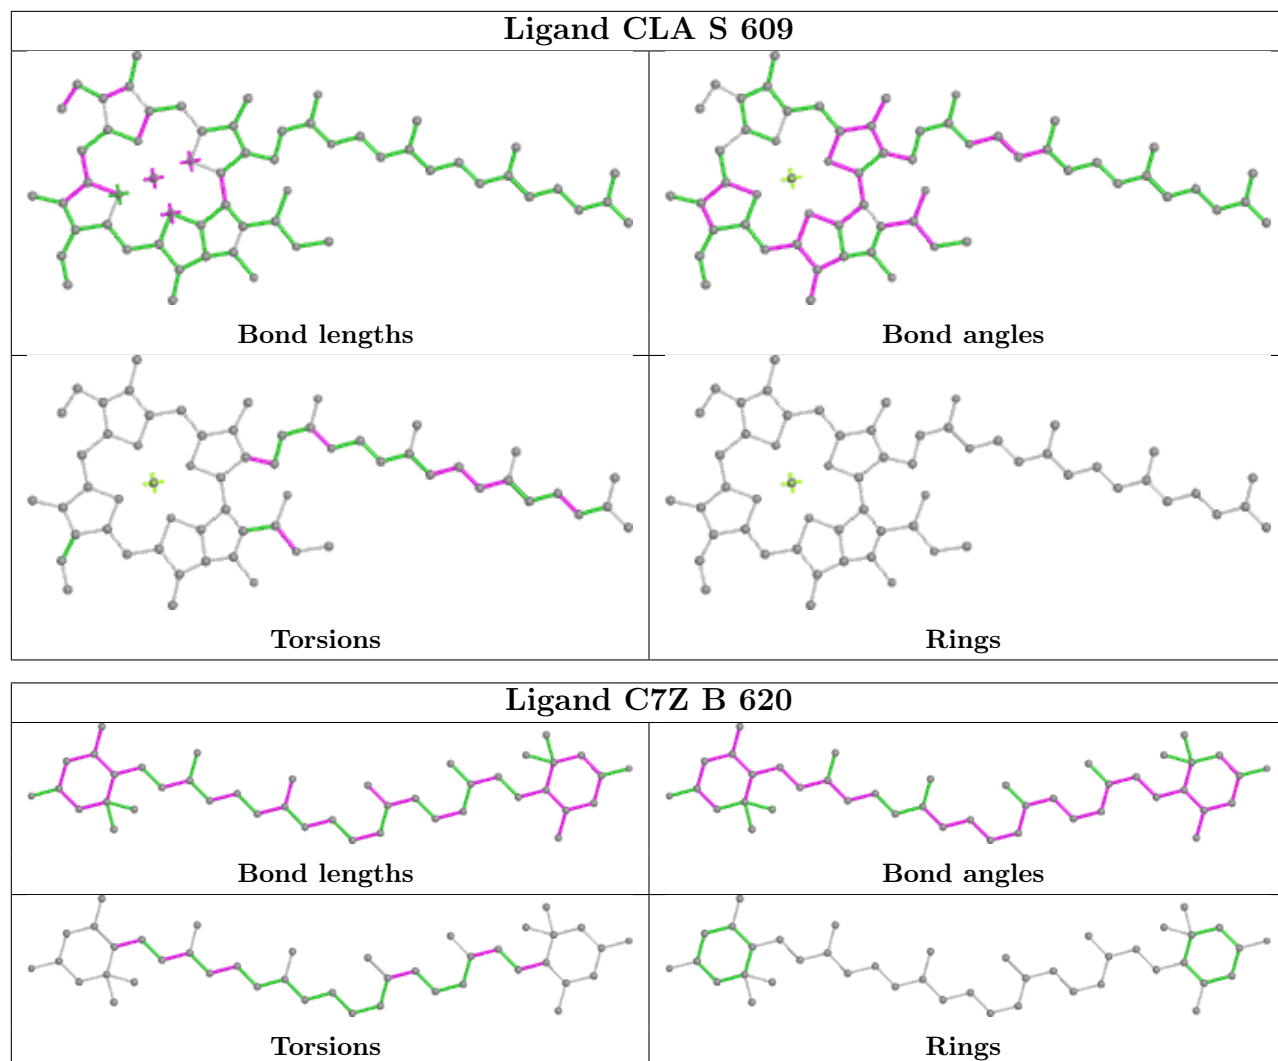 Ligand CLA S 609
Bond lengths
Bond angles
Torsions
Rings
Ligand C7Z B 620
Bond lengths
Bond angles
Torsions
Rings